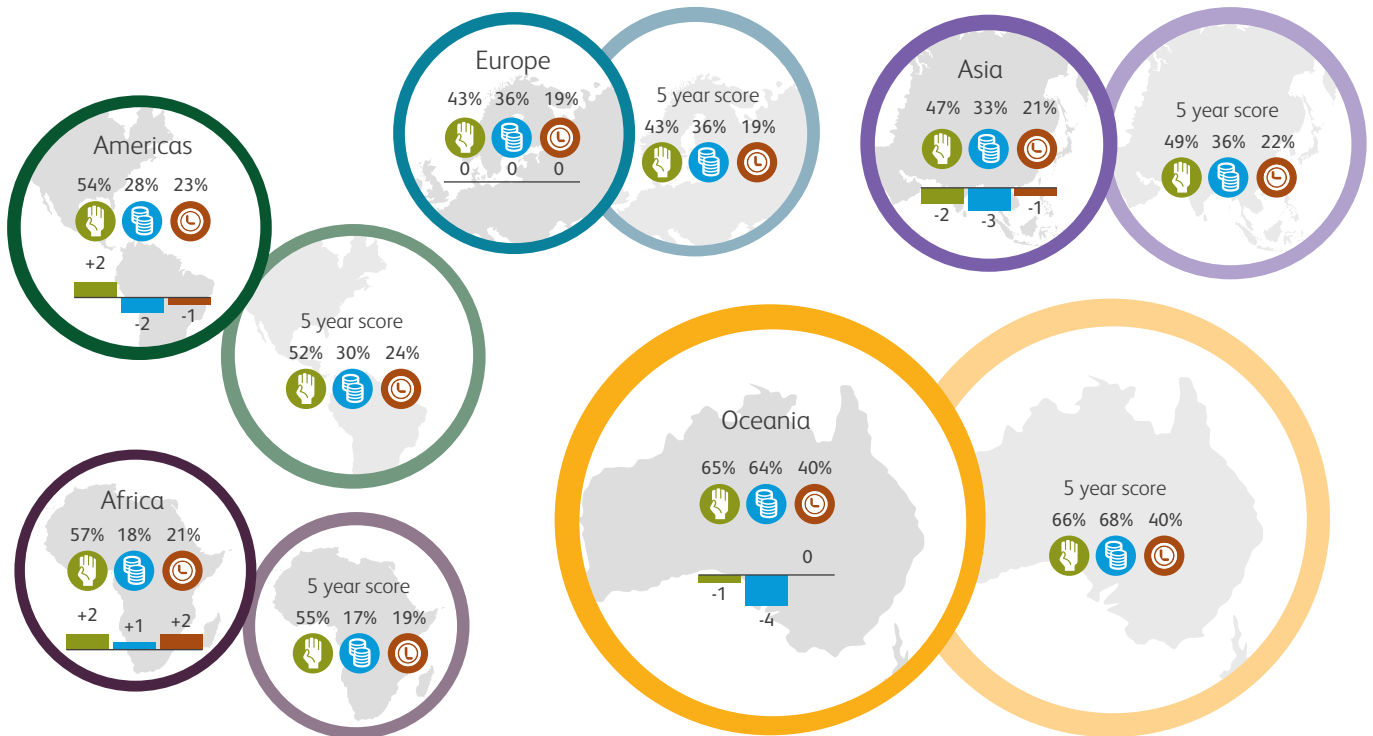 Americas
54% 28% 23%
+2
-2 -1
5 year score
52% 30% 24%
Europe
43% 36% 19%
0 0 0
5 year score
43% 36% 19%
Asia
47% 33% 21%
-2 -3 -1
5 year score
49% 36% 22%
Africa
57% 18% 21%
+2 +1 +2
5 year score
55% 17% 19%
Oceania
65% 64% 40%
0
-1 -4
5 year score
66% 68% 40%